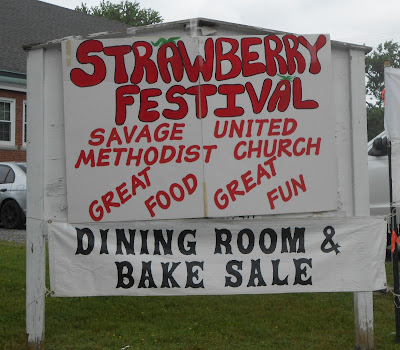 STRAWBERRY
FESTIVAL
SAVAGE UNITED
METHODIST CHURCH
GREAT FOOD
GREAT FUN
DINING ROOM &
BAKE SALE